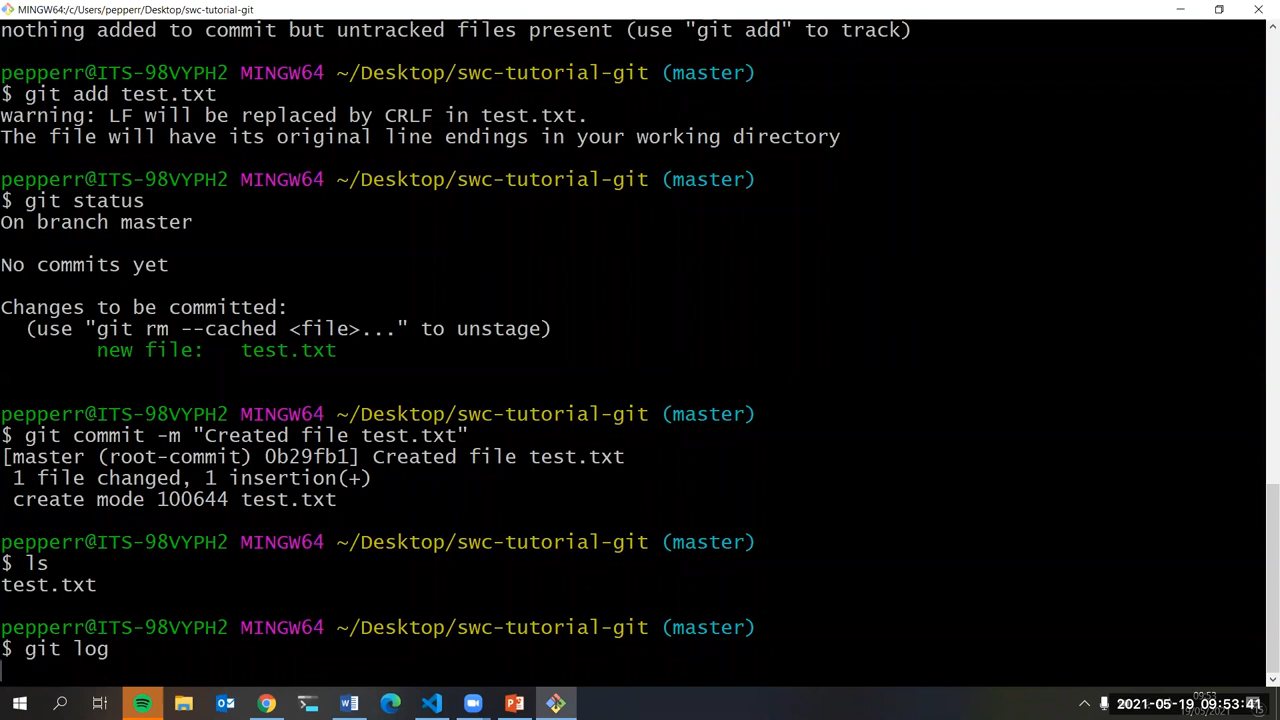 MINGW64:/c/Users/pepperr/Desktop/swc-tutorial-git
nothing added to commit but untracked files present (use "git add" to track)
pepperr@ITS-98VYPH2 MINGW64 ~/Desktop/swc-tutorial-git (master)
$ git add test.txt
warning: LF will be replaced by CRLF in test.txt.
The file will have its original line endings in your working directory
pepperr@ITS-98VYPH2 MINGW64 ~/Desktop/swc-tutorial-git (master)
$ git status
On branch master
No commits yet
Changes to be committed:
  (use "git rm --cached <file>..." to unstage)
        new file:   test.txt
pepperr@ITS-98VYPH2 MINGW64 ~/Desktop/swc-tutorial-git (master)
$ git commit -m "Created file test.txt"
[master (root-commit) 0b29fb1] Created file test.txt
 1 file changed, 1 insertion(+)
 create mode 100644 test.txt
pepperr@ITS-98VYPH2 MINGW64 ~/Desktop/swc-tutorial-git (master)
$ ls
test.txt
pepperr@ITS-98VYPH2 MINGW64 ~/Desktop/swc-tutorial-git (master)
$ git log
09:53
2021-05-19 09:53:41